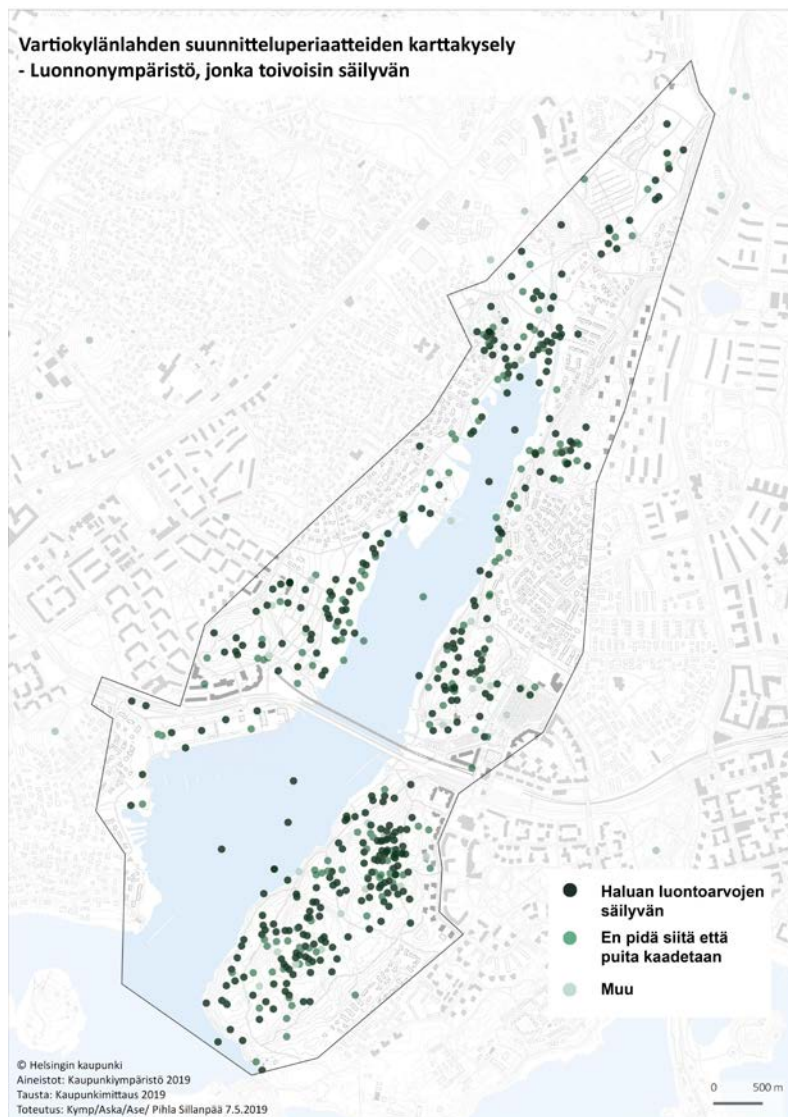 Vartiokylänlahden suunnitteluperiaatteiden karttakysely
- Luonnonympäristö, jonka toivoisin säilyvän
Haluan luontoarvojen
säilyvän
En pidä siitä että
puita kaadetaan
Muu
© Helsingin kaupunki
Aineistot: Kaupunkiympäristö 2019
Tausta: Kaupunkimittaus 2019
Toteutus: Kymp/Aska/Ase/ Pihla Sillanpää 7.5.2019
0 500 m